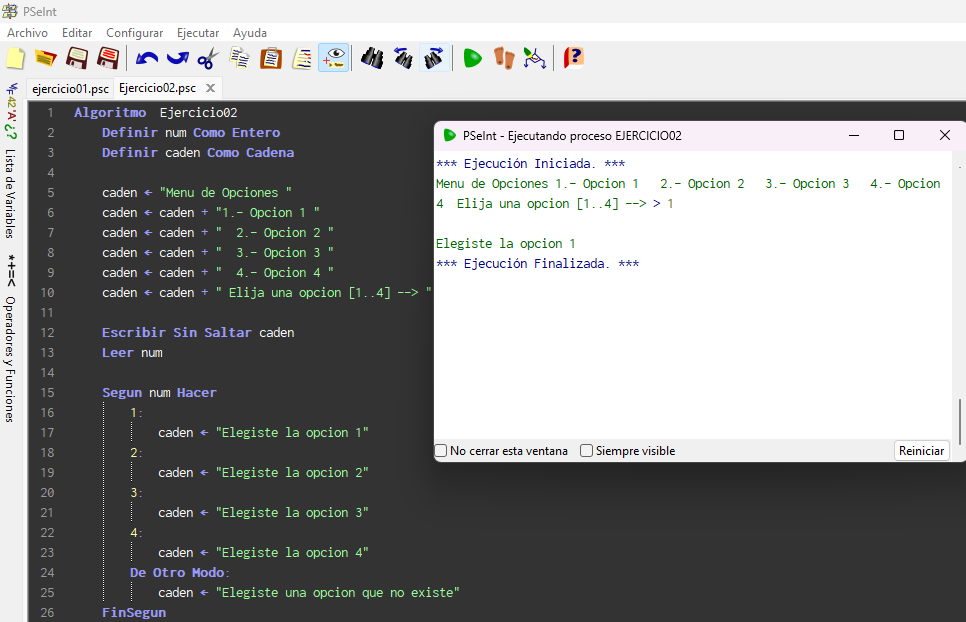 PSeInt
Archivo Editar Configurar Ejecutar Ayuda
ejercicio01.psc Ejercicio02.psc X
Lista de Variables
*+=<
Operadores y Funciones
1 Algoritmo Ejercicio02
2 Definir num Como Entero
3 Definir caden Como Cadena
4
5 caden ← "Menu de Opciones "
6 caden ← caden + "1.- Opcion 1 "
7 caden ← caden + "  2.- Opcion 2 "
8 caden ← caden + "  3.- Opcion 3 "
9 caden ← caden + "  4.- Opcion 4 "
10 caden ← caden + " Elija una opcion [1..4] --> "
11
12 Escribir Sin Saltar caden
13 Leer num
14
15 Segun num Hacer
16 1:
17 caden ← "Elegiste la opcion 1"
18 2:
19 caden ← "Elegiste la opcion 2"
20 3:
21 caden ← "Elegiste la opcion 3"
22 4:
23 caden ← "Elegiste la opcion 4"
24 De Otro Modo:
25 caden ← "Elegiste una opcion que no existe"
26 FinSegun
PSeInt - Ejecutando proceso EJERCICIO02
*** Ejecución Iniciada. ***
Menu de Opciones 1.- Opcion 1   2.- Opcion 2   3.- Opcion 3   4.- Opcion
4  Elija una opcion [1..4] --> > 1
Elegiste la opcion 1
*** Ejecución Finalizada. ***
No cerrar esta ventana Siempre visible Reiniciar